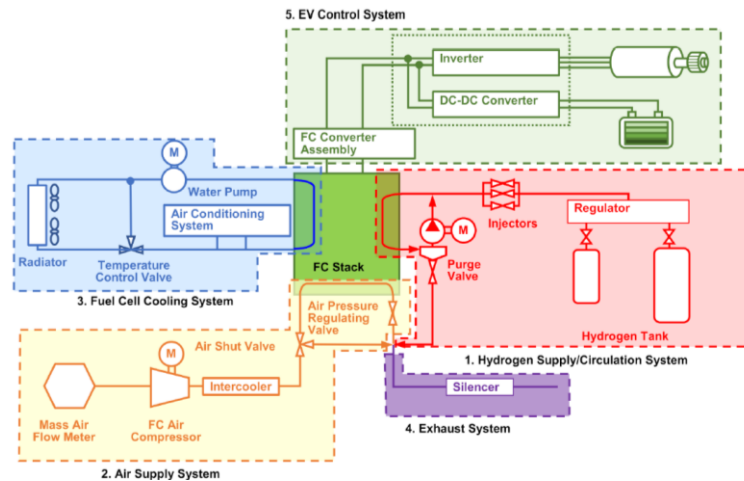 5. EV Control System
Inverter
DC-DC Converter
FC Converter
Assembly
M
Water Pump
Air Conditioning
System
Radiator
Temperature
Control Valve
3. Fuel Cell Cooling System
FC Stack
Injectors
Regulator
M
Purge
Valve
Hydrogen Tank
1. Hydrogen Supply/Circulation System
Air Pressure
Regulating
Valve
Air Shut Valve
M
Intercooler
Mass Air
Flow Meter
FC Air
Compressor
2. Air Supply System
Silencer
4. Exhaust System